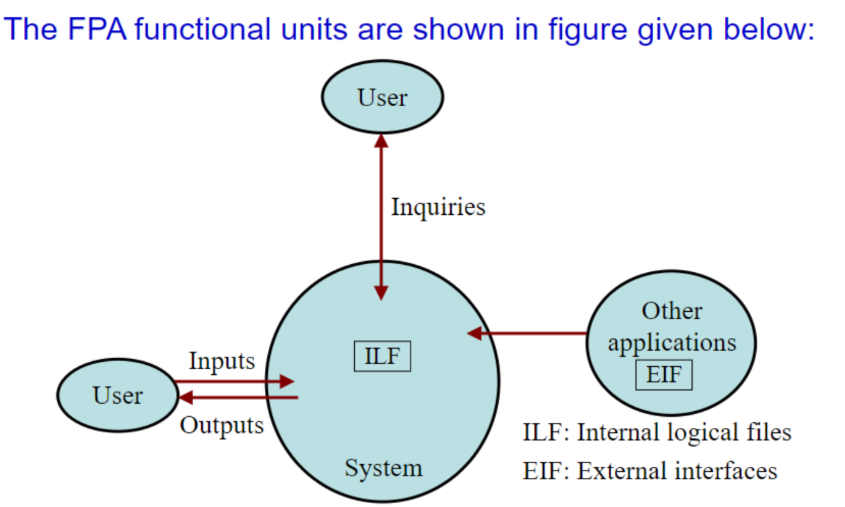 The FPA functional units are shown in figure given below:
User
Inquiries
Other
applications
EIF
ILF
Inputs
User
Outputs
System
ILF: Internal logical files
EIF: External interfaces